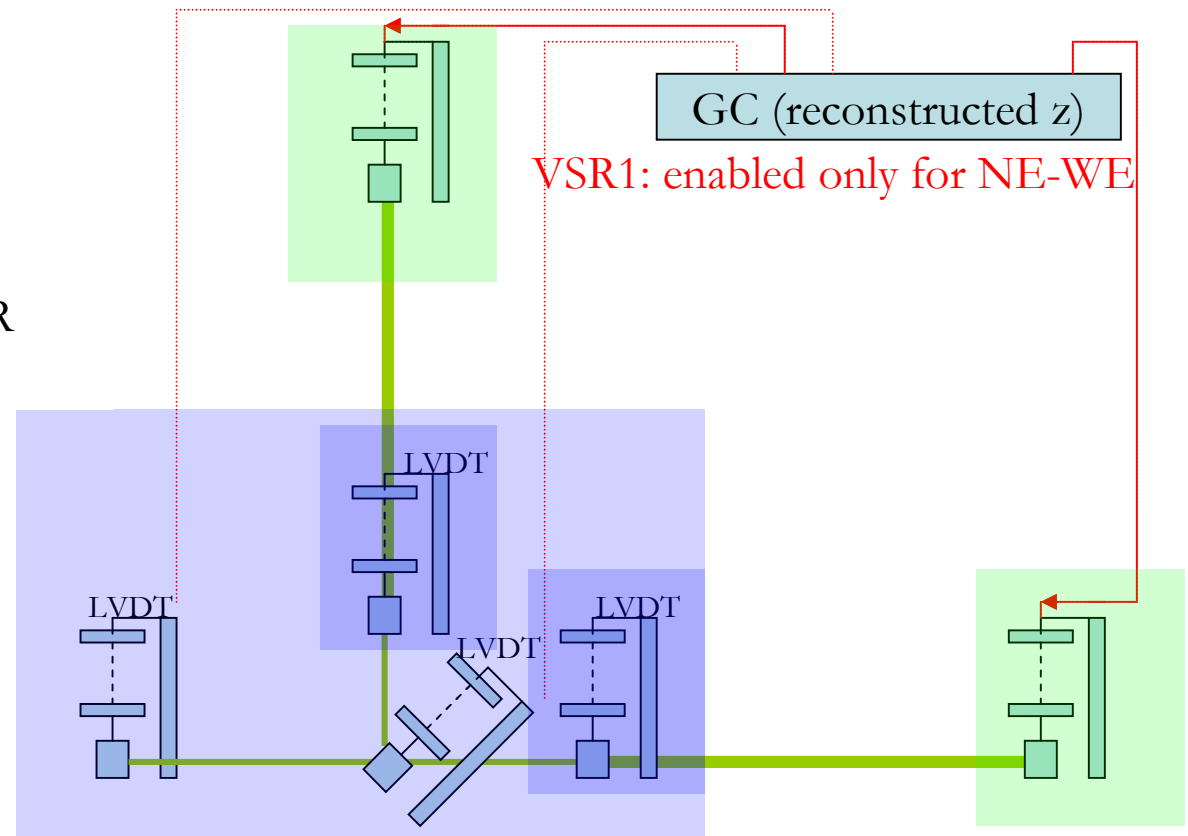 GC (reconstructed z)
VSR1: enabled only for NE-WE
R
LVDT
LVDT
LVDT
LVDT